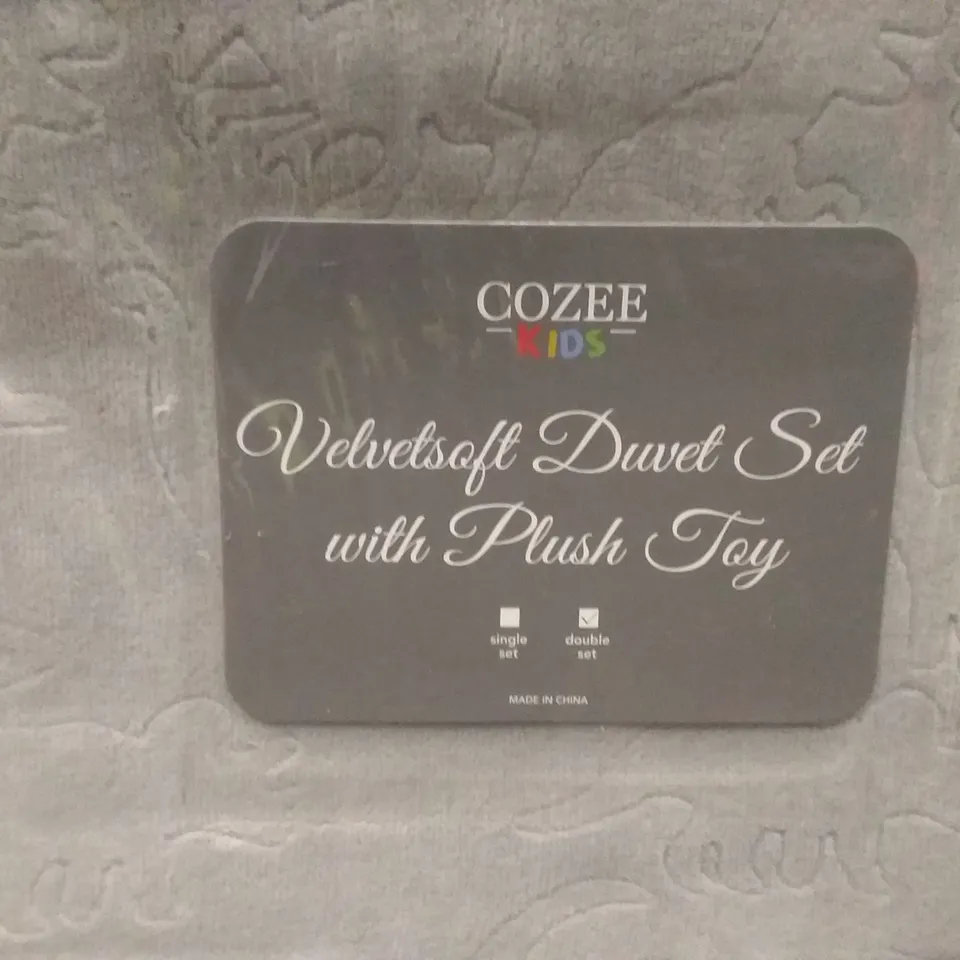 COZEE
KIDS
Velvetsoft Duvet Set
with Plush Toy
single set
double set
MADE IN CHINA